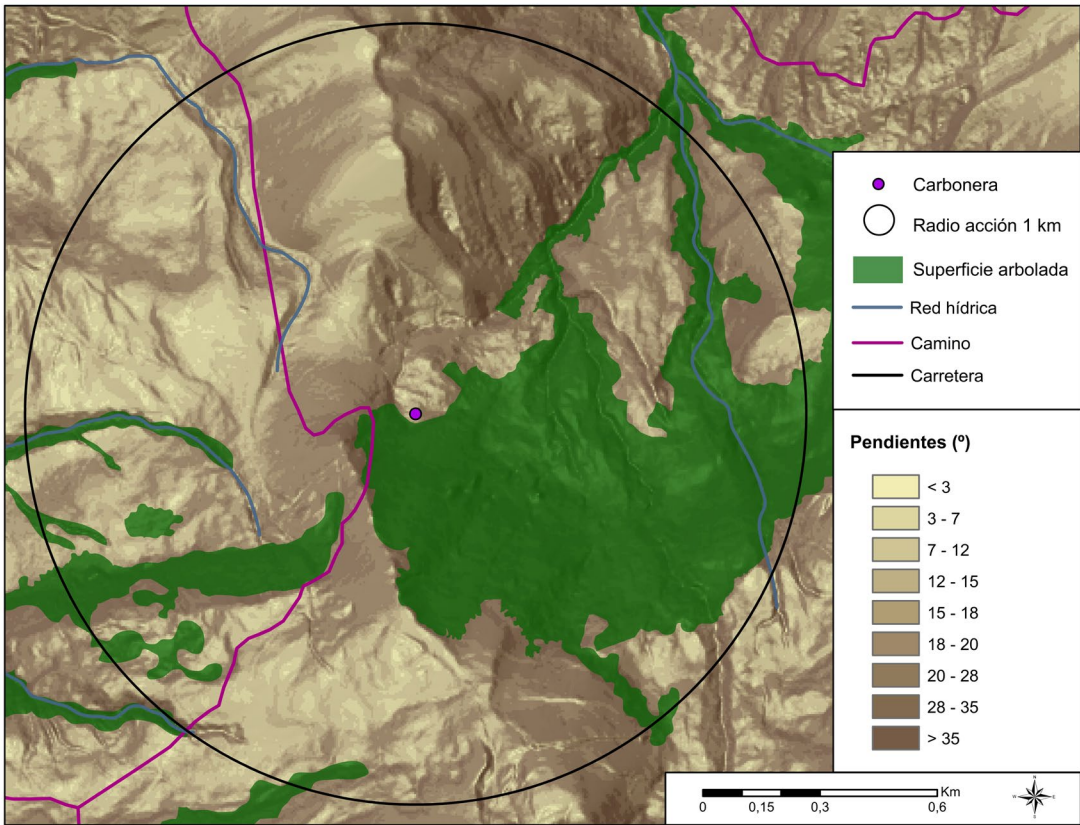 Carbonera
Radio acción 1 km
Superficie arbolada
Red hídrica
Camino
Carretera
Pendientes (º)
< 3
3 - 7
7 - 12
12 - 15
15 - 18
18 - 20
20 - 28
28 - 35
> 35
Km
0 0,15 0,3 0,6
N
W E
S